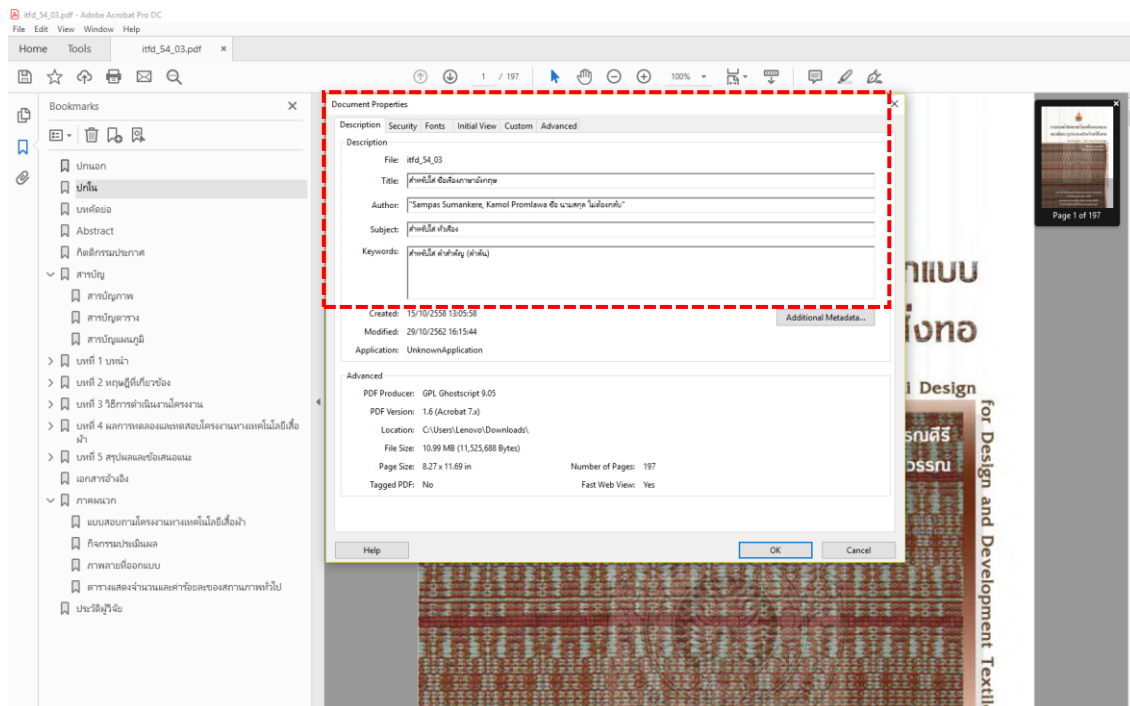 itfd_54_03.pdf - Adobe Acrobat Pro DC
File Edit View Window Help
Home Tools itfd_54_03.pdf ×
1 / 197 100%
Bookmarks
ปกนอก
ปกใน
บทคัดย่อ
Abstract
กิตติกรรมประกาศ
สารบัญ
สารบัญภาพ
สารบัญตาราง
สารบัญแผนภูมิ
บทที่ 1 บทนำ
บทที่ 2 ทฤษฎีที่เกี่ยวข้อง
บทที่ 3 วิธีการดำเนินงานโครงงาน
บทที่ 4 ผลการทดลองและทดสอบโครงงานทางเทคโนโลยีเสื้อ
ผ้า
บทที่ 5 สรุปผลและข้อเสนอแนะ
เอกสารอ้างอิง
ภาคผนวก
แบบสอบถามโครงงานทางเทคโนโลยีเสื้อผ้า
กิจกรรมประเมินผล
ภาพลายที่ออกแบบ
ตารางแสดงจำนวนและค่าร้อยละของสถานภาพทั่วไป
ประวัติผู้วิจัย
Document Properties
Description Security Fonts Initial View Custom Advanced
Description
File: itfd_54_03
Title: สำหรับใส่ ชื่อเรื่องภาษาอังกฤษ
Author: "Sampas Sumankere, Kamol Promlawa ชื่อ นามสกุล ไม่ต้องกลับ"
Subject: สำหรับใส่ หัวเรื่อง
Keywords: สำหรับใส่ คำสำคัญ (คำค้น)
Created: 15/10/2558 13:05:58
Additional Metadata...
Modified: 29/10/2562 16:15:44
Application: UnknownApplication
Advanced
PDF Producer: GPL Ghostscript 9.05
PDF Version: 1.6 (Acrobat 7.x)
Location: C:\Users\Lenovo\Downloads\
File Size: 10.99 MB (11,525,688 Bytes)
Page Size: 8.27 x 11.69 in Number of Pages: 197
Tagged PDF: No Fast Web View: Yes
Help OK Cancel
Page 1 of 197
กแบบ
ิ่งทอ
i Design
for Design and Development Textile
รณศิริ
วรรณ